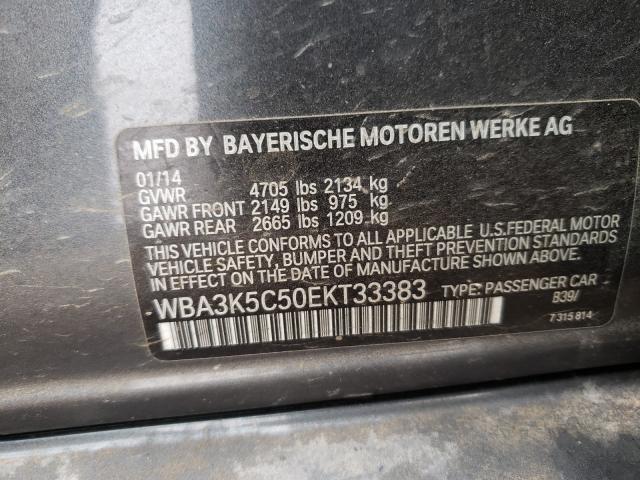 MFD BY BAYERISCHE MOTOREN WERKE AG
01/14
GVWR 4705 lbs 2134 kg
GAWR FRONT 2149 lbs 975 kg
GAWR REAR 2665 lbs 1209 kg
THIS VEHICLE CONFORMS TO ALL APPLICABLE U.S.FEDERAL MOTOR
VEHICLE SAFETY, BUMPER AND THEFT PREVENTION STANDARDS
IN EFFECT ON THE DATE OF MANUFACTURE SHOWN ABOVE.
WBA3K5C50EKT33383 TYPE: PASSENGER CAR
B39/
7 315 814